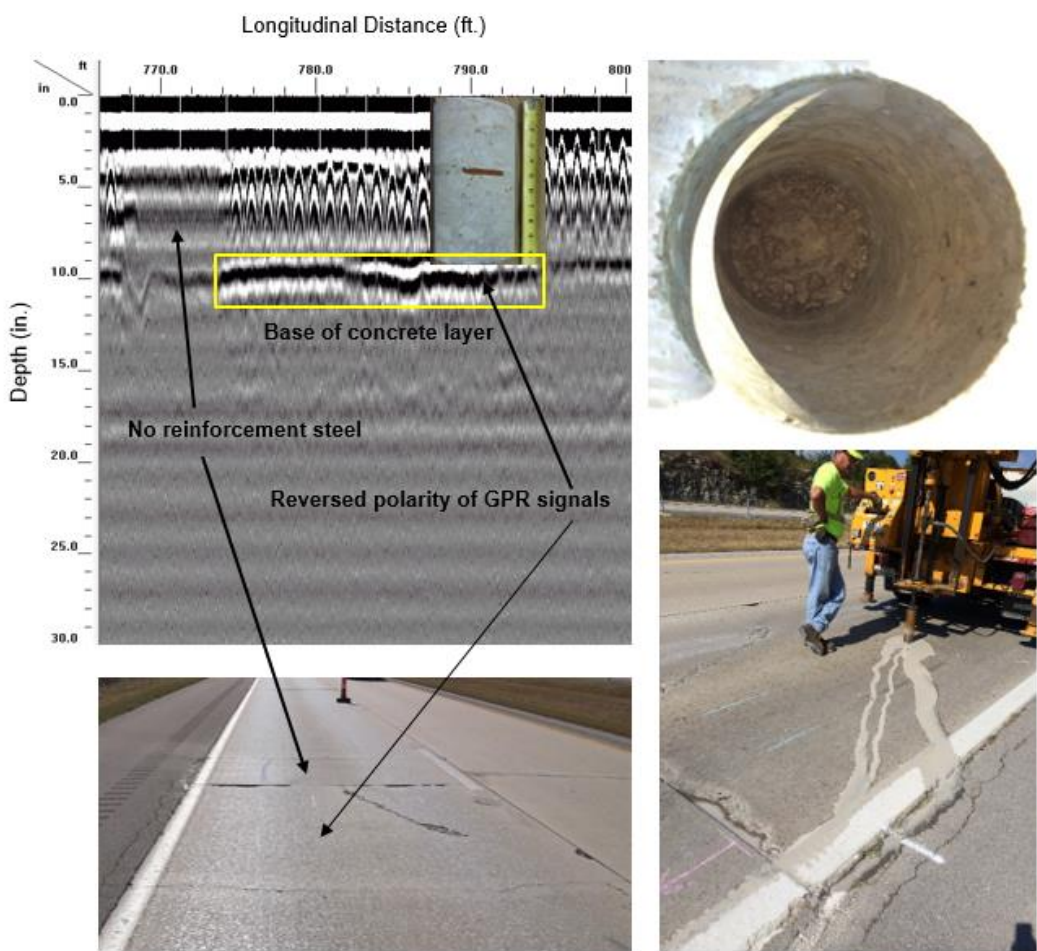 Longitudinal Distance (ft.)
ft
in
770.0
780.0
790.0
800
0.0
5.0
10.0
15.0
20.0
25.0
30.0
Depth (in.)
Base of concrete layer
No reinforcement steel
Reversed polarity of GPR signals